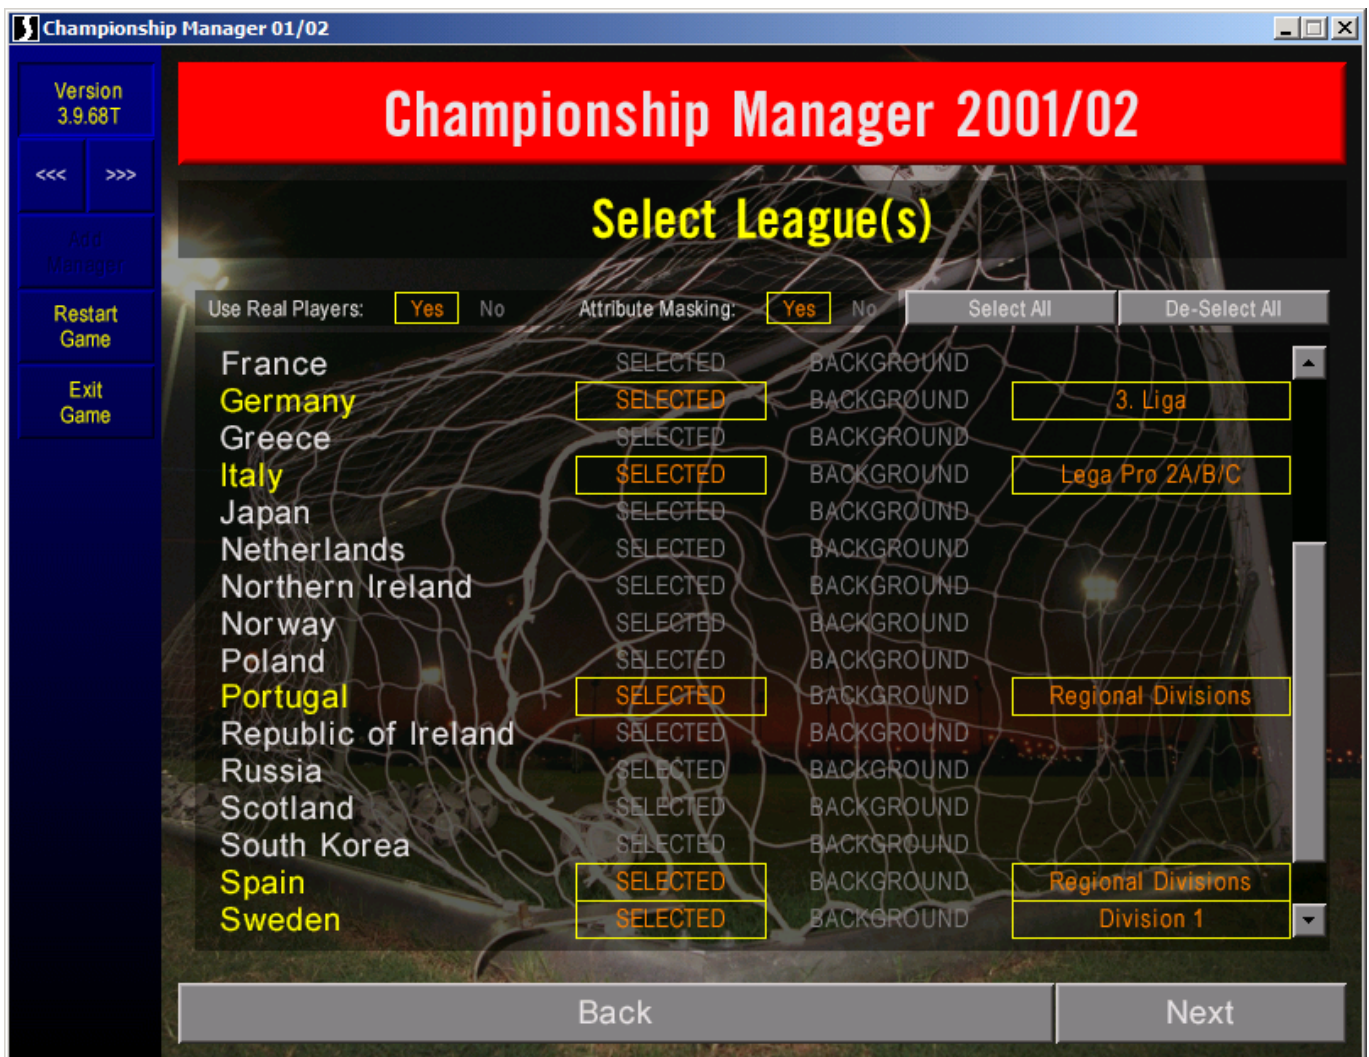 Championship Manager 01/02
Version
3.9.68T
<<< >>>
Add
Manager
Restart
Game
Exit
Game
Championship Manager 2001/02
Select League(s)
Use Real Players: Yes No Attribute Masking: Yes No Select All De-Select All
France SELECTED BACKGROUND
Germany SELECTED BACKGROUND 3. Liga
Greece SELECTED BACKGROUND
Italy SELECTED BACKGROUND Lega Pro 2A/B/C
Japan SELECTED BACKGROUND
Netherlands SELECTED BACKGROUND
Northern Ireland SELECTED BACKGROUND
Norway SELECTED BACKGROUND
Poland SELECTED BACKGROUND
Portugal SELECTED BACKGROUND Regional Divisions
Republic of Ireland SELECTED BACKGROUND
Russia SELECTED BACKGROUND
Scotland SELECTED BACKGROUND
South Korea SELECTED BACKGROUND
Spain SELECTED BACKGROUND Regional Divisions
Sweden SELECTED BACKGROUND Division 1
Back Next